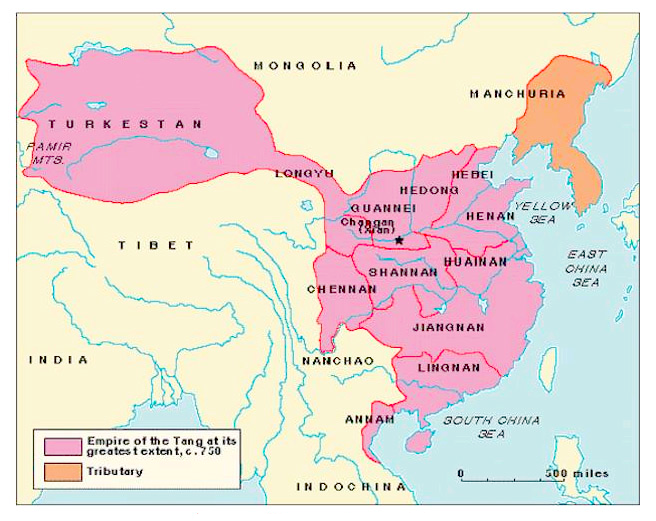 MONGOLIA
MANCHURIA
TURKESTAN
PAMIR
MTS.
LONGYU
HEBEI
HEDONG
GUANNEI
HENAN
YELLOW
SEA
Changan
(Xian)
TIBET
EAST
CHINA
SEA
HUAINAN
SHANNAN
CHENNAN
JIANGNAN
INDIA
NANCHAO
LINGNAN
ANNAM
SOUTH CHINA
SEA
Empire of the Tang at its
greatest extent, c. 750
Tributary
0 500 miles
INDOCHINA